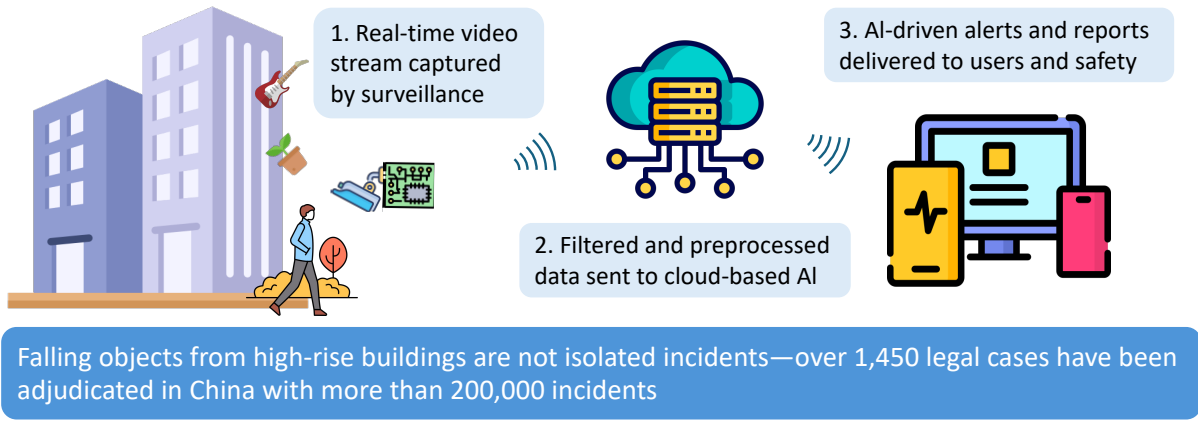 1. Real-time video
stream captured
by surveillance
2. Filtered and preprocessed
data sent to cloud-based AI
3. AI-driven alerts and reports
delivered to users and safety
Falling objects from high-rise buildings are not isolated incidents—over 1,450 legal cases have been
adjudicated in China with more than 200,000 incidents